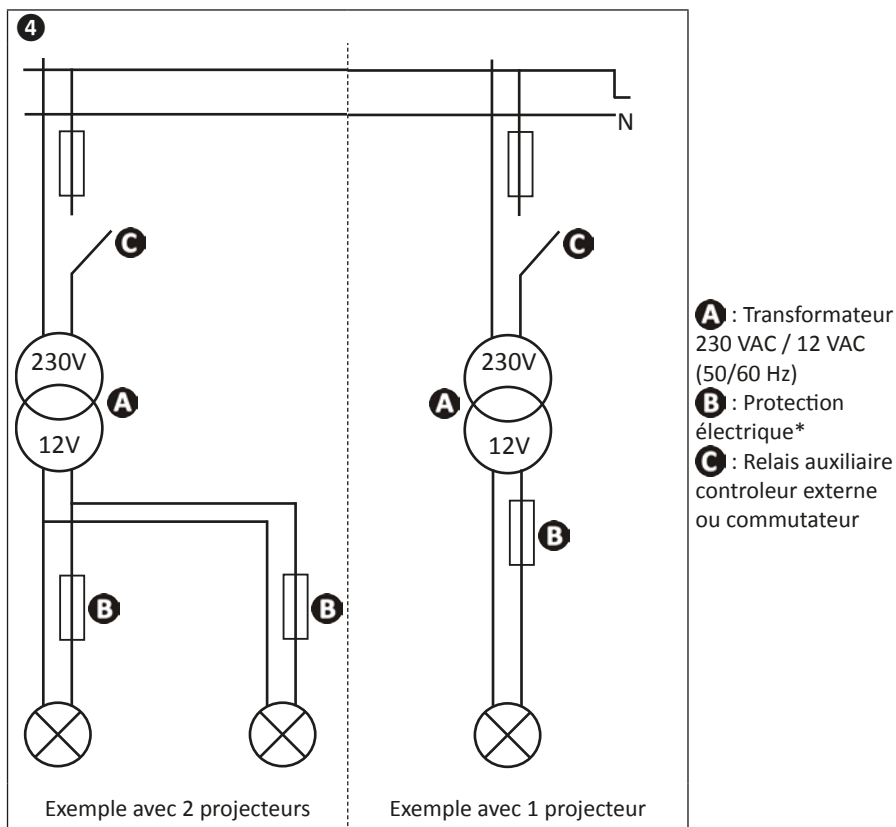 4
N
C
C
230V
A
12V
A
230V
12V
B
B
B
Exemple avec 2 projecteurs
Exemple avec 1 projecteur
A : Transformateur
230 VAC / 12 VAC
(50/60 Hz)
B : Protection
électrique*
C : Relais auxiliaire
controleur externe
ou commutateur